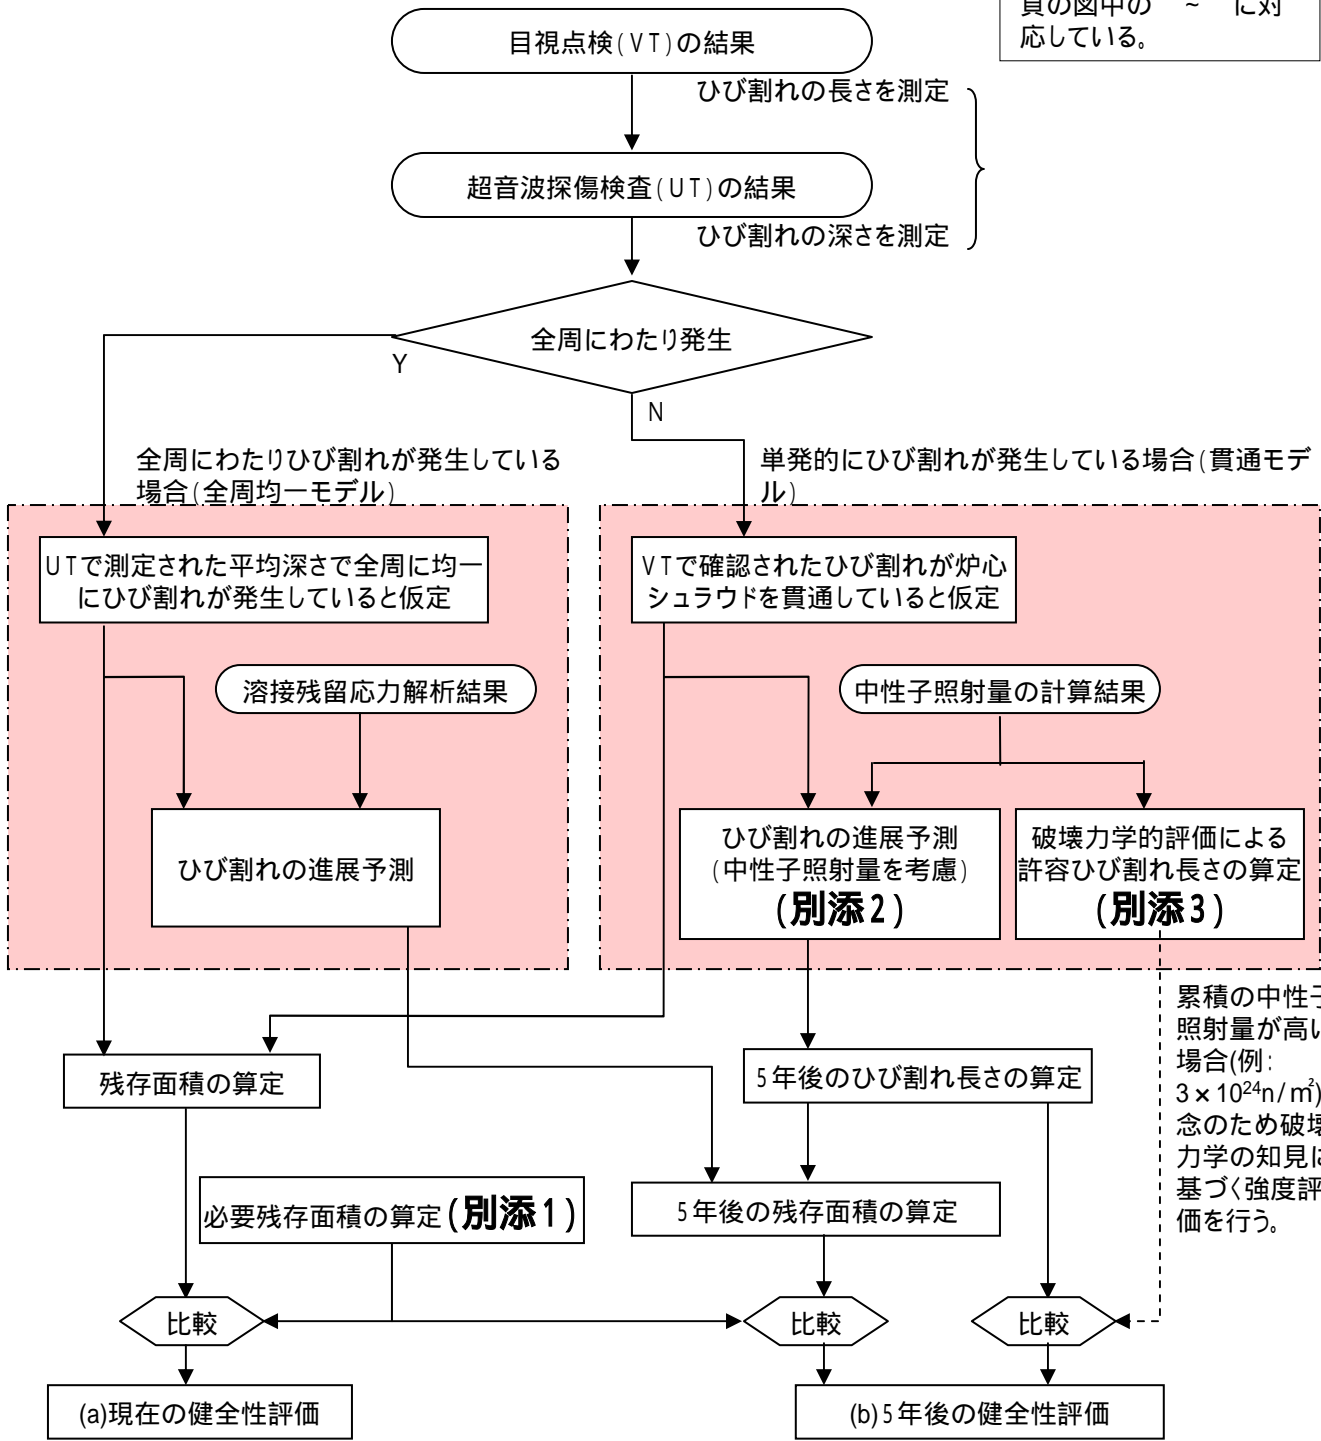 頁の図中の　~　に対
応している。
目視点検(VT)の結果
ひび割れの長さを測定
超音波探傷検査(UT)の結果
ひび割れの深さを測定
全周にわたり発生
Y
N
全周にわたりひび割れが発生している
場合(全周均一モデル)
単発的にひび割れが発生している場合(貫通モデ
ル)
UTで測定された平均深さで全周に均一
にひび割れが発生していると仮定
VTで確認されたひび割れが炉心
シュラウドを貫通していると仮定
溶接残留応力解析結果
中性子照射量の計算結果
ひび割れの進展予測
ひび割れの進展予測
(中性子照射量を考慮)
(別添2)
破壊力学的評価による
許容ひび割れ長さの算定
(別添3)
累積の中性子
照射量が高い
場合(例:
3×10²⁴n/㎡)
念のため破壊
力学の知見に
基づく強度評
価を行う。
残存面積の算定
5年後のひび割れ長さの算定
必要残存面積の算定(別添1)
5年後の残存面積の算定
比較
比較
比較
(a)現在の健全性評価
(b)5年後の健全性評価